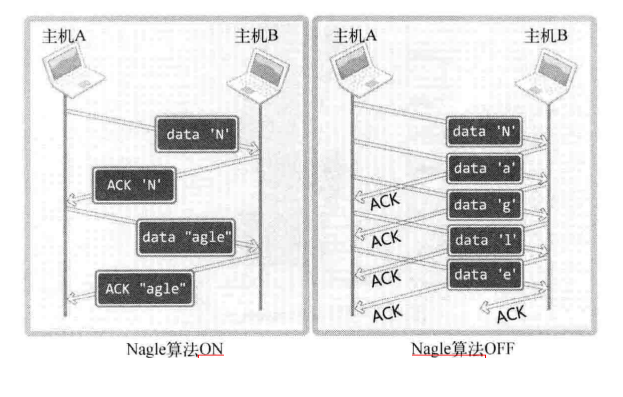 主机A
主机B
data 'N'
ACK 'N'
data "agle"
ACK "agle"
Nagle算法ON
主机A
主机B
data 'N'
data 'a'
ACK
data 'g'
ACK
data 'l'
ACK
data 'e'
ACK
ACK
Nagle算法OFF